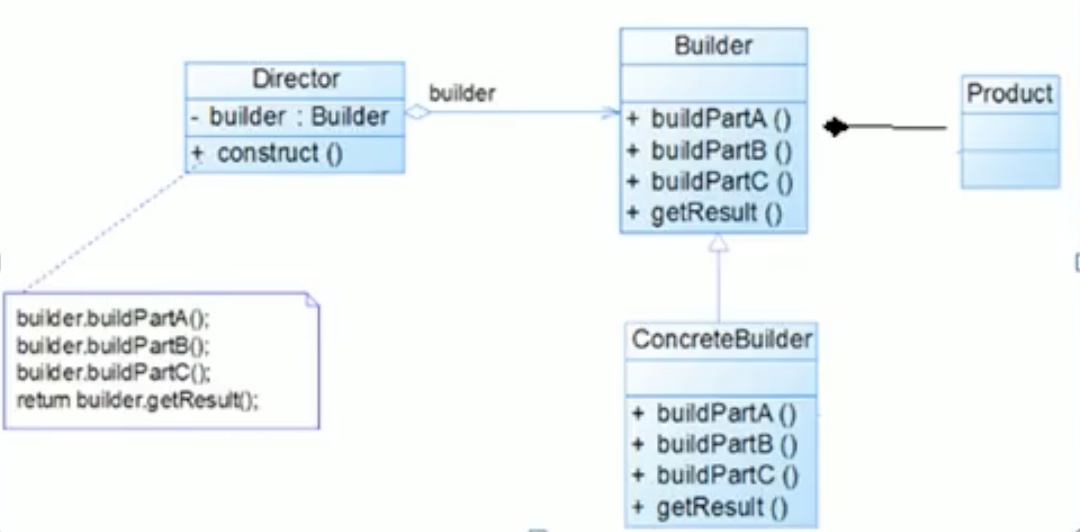 Director
- builder : Builder
+ construct ()
builder
Builder
+ buildPartA ()
+ buildPartB ()
+ buildPartC ()
+ getResult ()
Product
builder.buildPartA();
builder.buildPartB();
builder.buildPartC();
return builder.getResult();
ConcreteBuilder
+ buildPartA ()
+ buildPartB ()
+ buildPartC ()
+ getResult ()